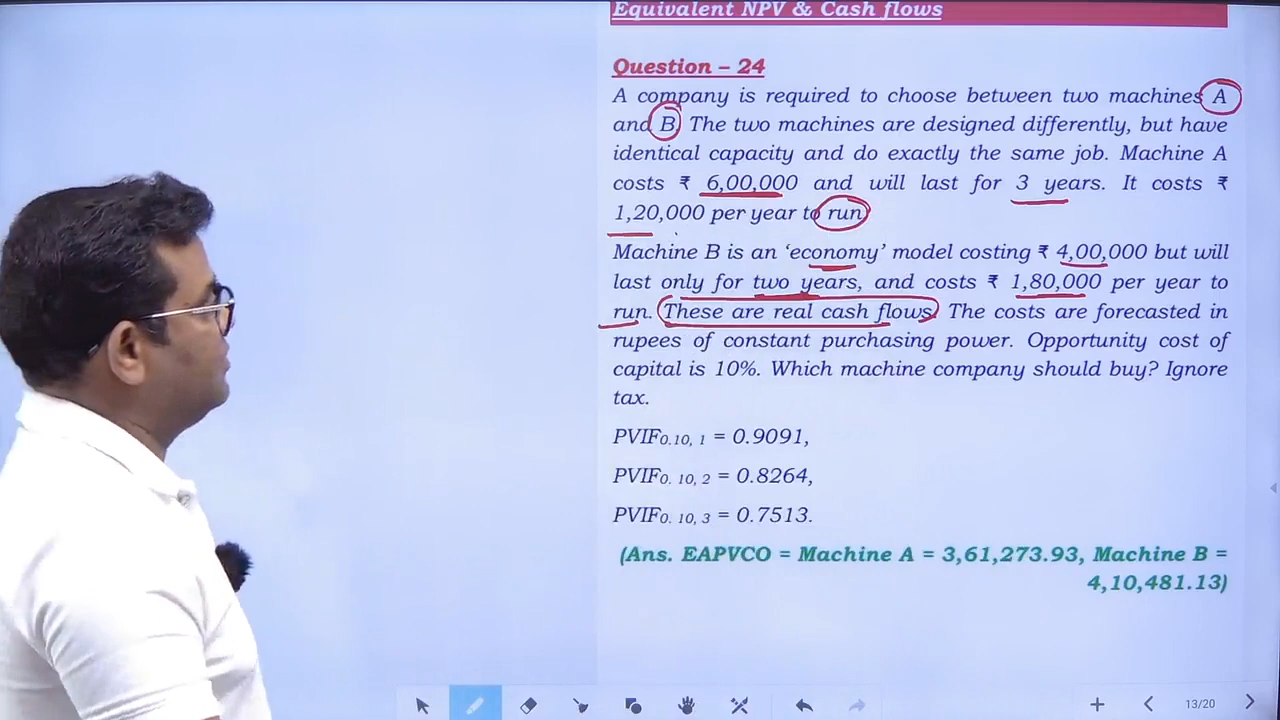 Equivalent NPV & Cash flows
Question – 24
A company is required to choose between two machines A
and B. The two machines are designed differently, but have
identical capacity and do exactly the same job. Machine A
costs ₹ 6,00,000 and will last for 3 years. It costs ₹
1,20,000 per year to run
Machine B is an ‘economy’ model costing ₹ 4,00,000 but will
last only for two years, and costs ₹ 1,80,000 per year to
run. These are real cash flows. The costs are forecasted in
rupees of constant purchasing power. Opportunity cost of
capital is 10%. Which machine company should buy? Ignore
tax.
PVIF0.10, 1 = 0.9091,
PVIF0. 10, 2 = 0.8264,
PVIF0. 10, 3 = 0.7513.
(Ans. EAPVCO = Machine A = 3,61,273.93, Machine B =
4,10,481.13)
13/20